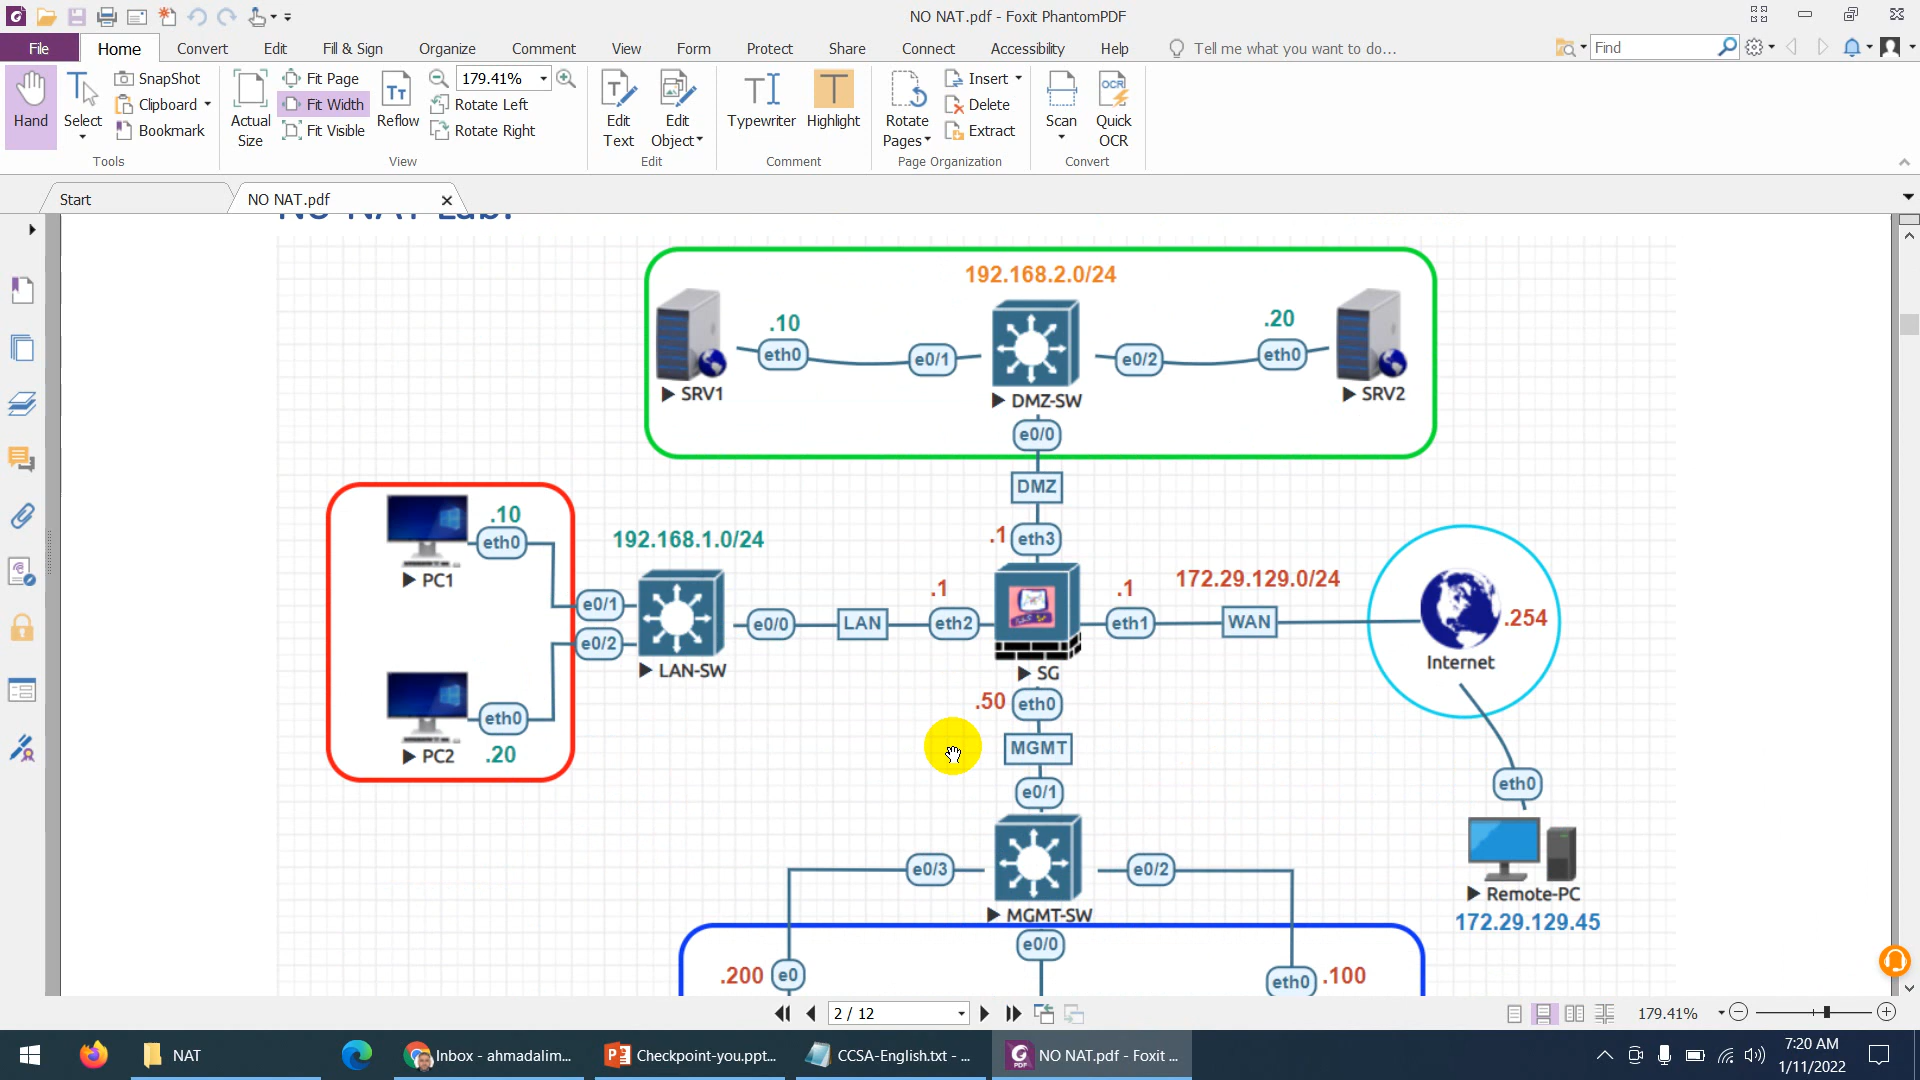 NO NAT.pdf - Foxit PhantomPDF
File Home Convert Edit Fill & Sign Organize Comment View Form Protect Share Connect Accessibility Help Tell me what you want to do... Find
Hand
Select
SnapShot
Clipboard
Bookmark
Tools
Actual Size
Fit Page
Fit Width
Fit Visible
Reflow
179.41%
Rotate Left
Rotate Right
View
Edit Text
Edit Object
Edit
Typewriter
Highlight
Comment
Rotate Pages
Insert
Delete
Extract
Page Organization
Scan
Quick OCR
Convert
Start
NO NAT.pdf
NO NAT Lab:
192.168.2.0/24
.10
.20
eth0
e0/1
e0/2
eth0
SRV1
DMZ-SW
SRV2
e0/0
DMZ
.1 eth3
.10
eth0
PC1
192.168.1.0/24
e0/1
e0/2
e0/0
LAN
.1
eth2
LAN-SW
SG
.1
eth1
172.29.129.0/24
WAN
.254
Internet
eth0
PC2
.20
.50 eth0
MGMT
e0/1
eth0
e0/3
e0/2
MGMT-SW
Remote-PC
172.29.129.45
e0/0
.200 e0
eth0 .100
2 / 12
179.41%
NAT
Inbox - ahmadalim...
Checkpoint-you.ppt...
CCSA-English.txt - ...
NO NAT.pdf - Foxit ...
7:20 AM
1/11/2022